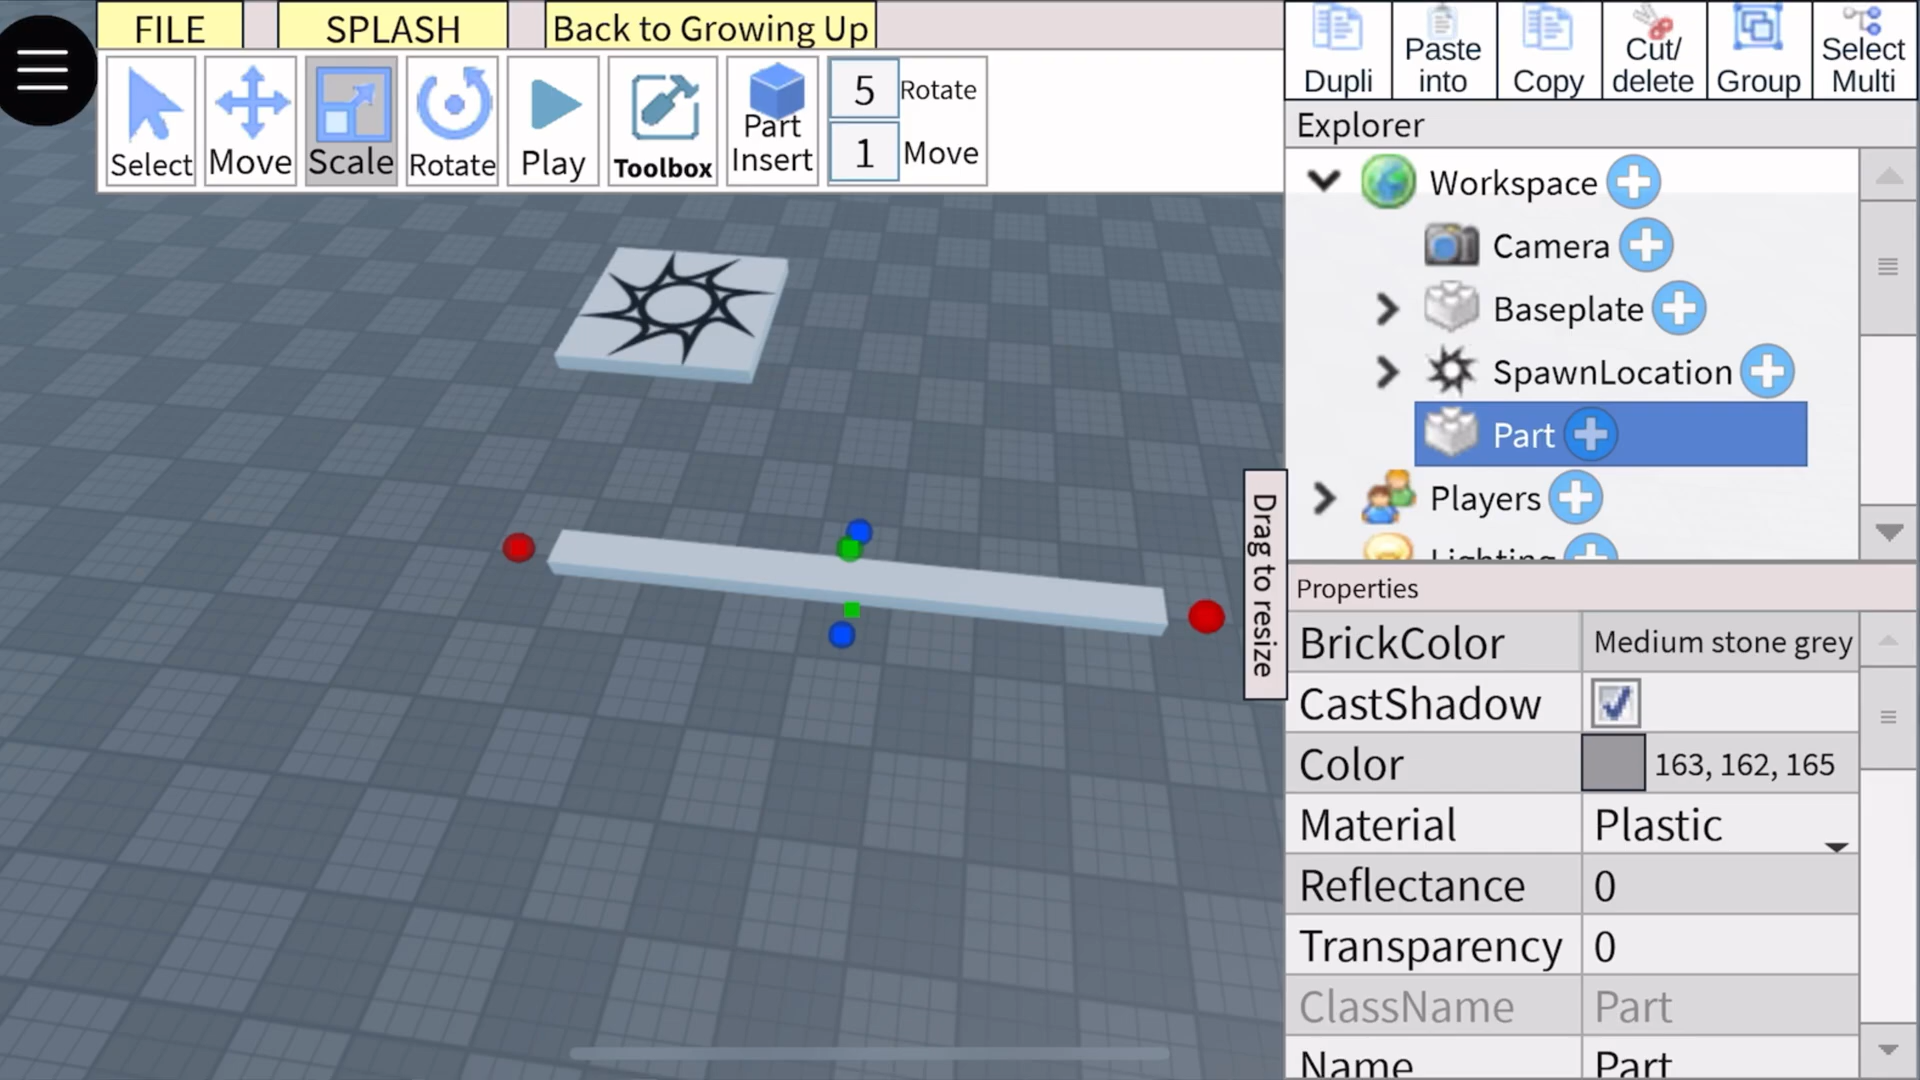 FILE
SPLASH
Back to Growing Up
Select
Move
Scale
Rotate
Play
Toolbox
Part
Insert
5 Rotate
1 Move
Dupli
Paste
into
Copy
Cut/
delete
Group
Select
Multi
Explorer
Workspace
Camera
Baseplate
SpawnLocation
Part
Players
Lighting
Drag to resize
Properties
BrickColor Medium stone grey
CastShadow
Color 163, 162, 165
Material Plastic
Reflectance 0
Transparency 0
ClassName Part
Name Part